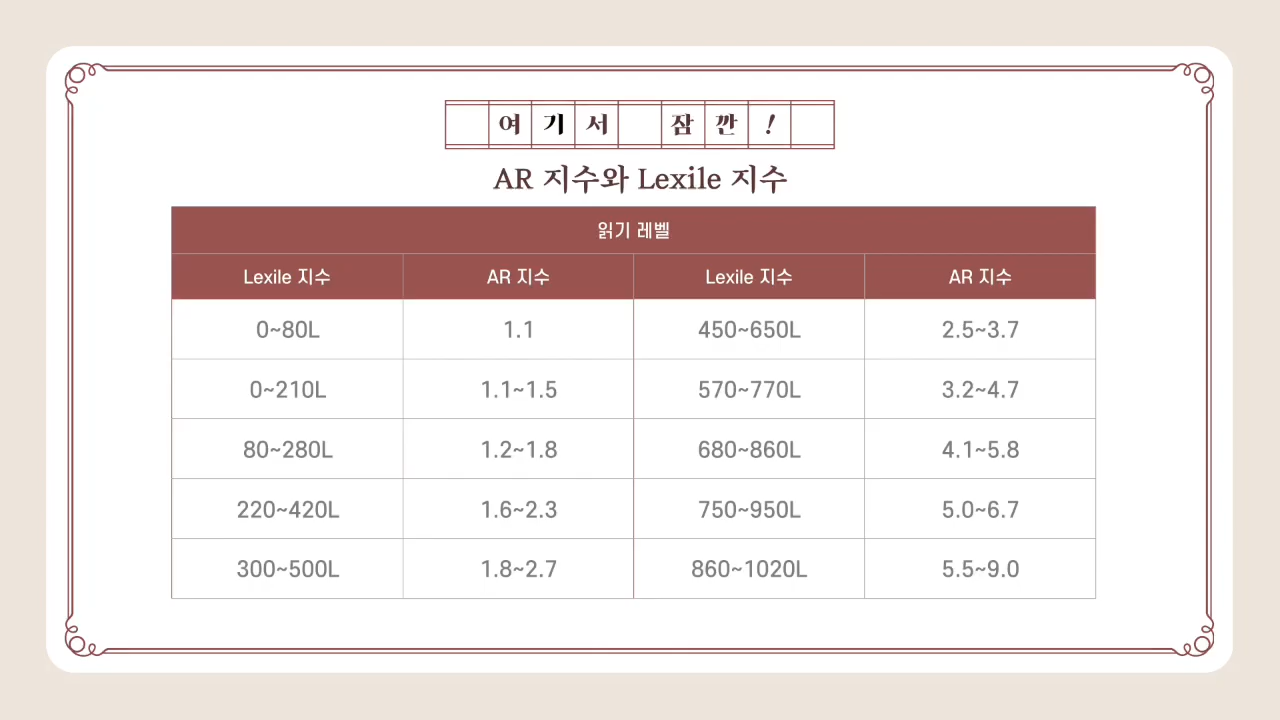 여기서 잠깐!
AR 지수와 Lexile 지수
읽기 레벨
Lexile 지수 AR 지수 Lexile 지수 AR 지수
0~80L 1.1 450~650L 2.5~3.7
0~210L 1.1~1.5 570~770L 3.2~4.7
80~280L 1.2~1.8 680~860L 4.1~5.8
220~420L 1.6~2.3 750~950L 5.0~6.7
300~500L 1.8~2.7 860~1020L 5.5~9.0